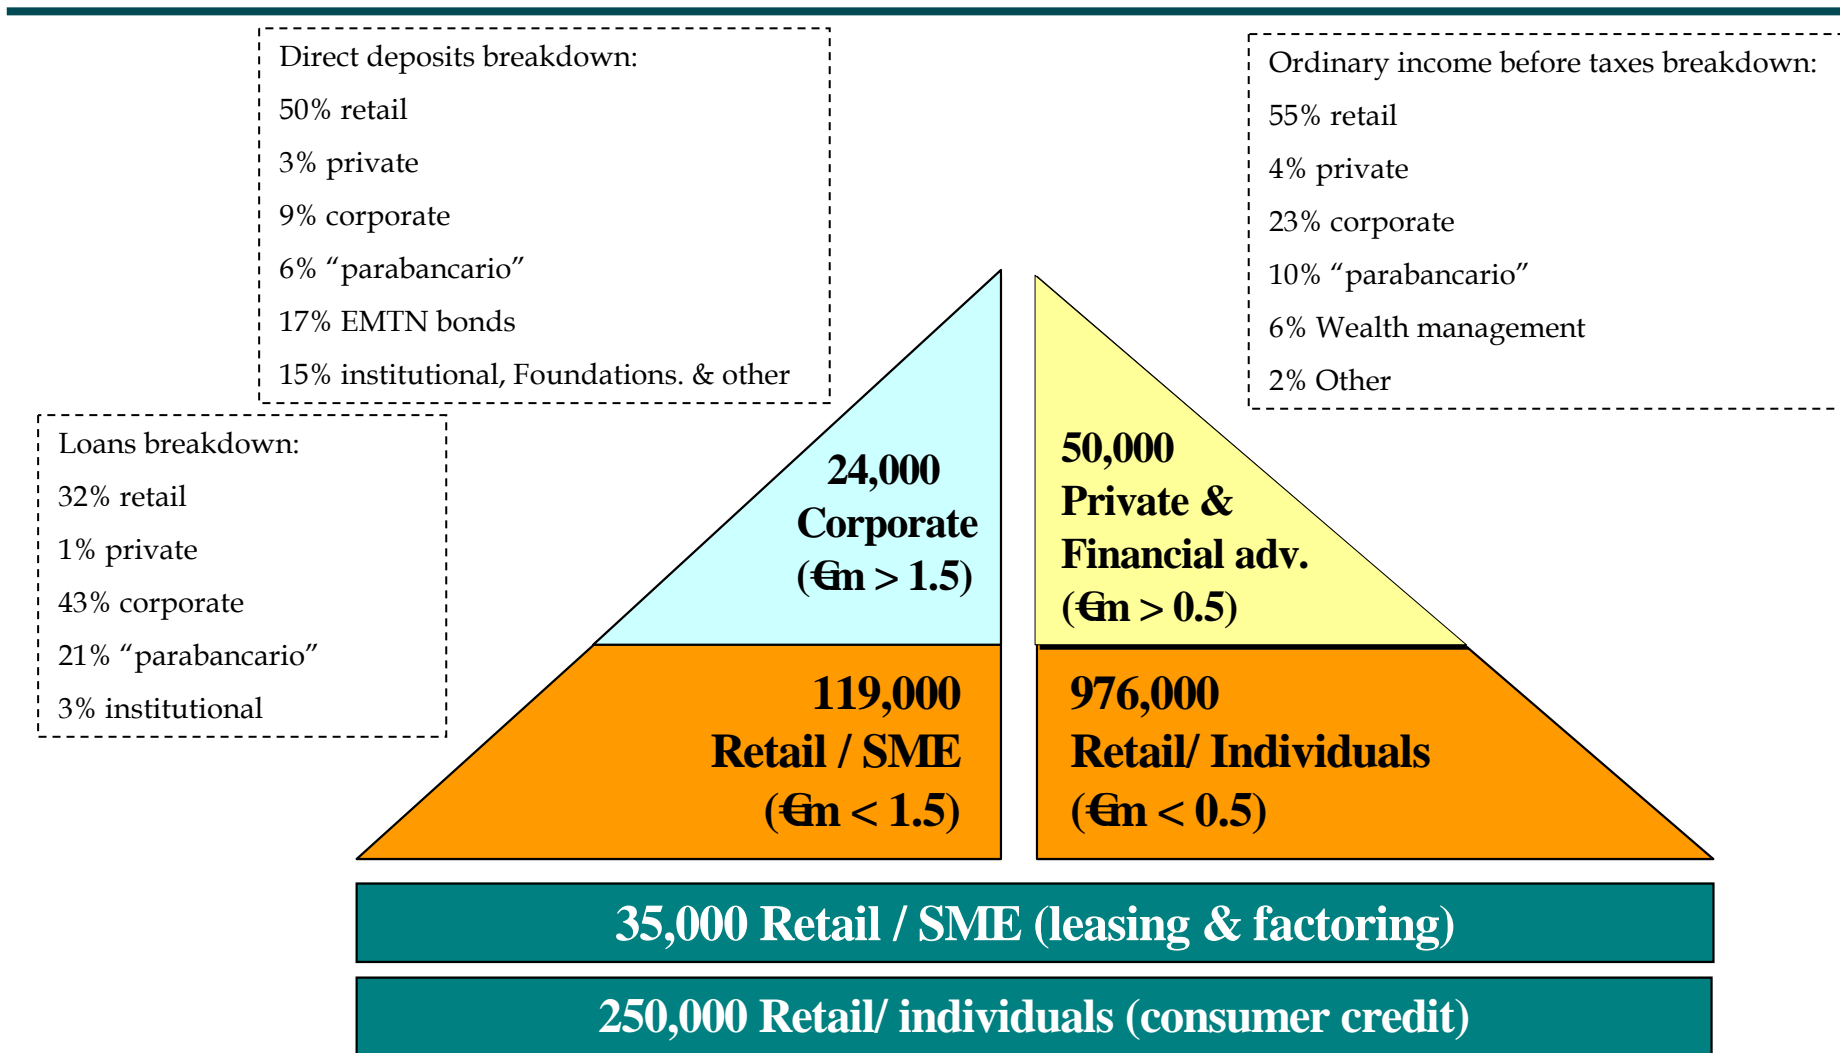 Direct deposits breakdown:
50% retail
3% private
9% corporate
6% “parabancario”
17% EMTN bonds
15% institutional, Foundations. & other
Ordinary income before taxes breakdown:
55% retail
4% private
23% corporate
10% “parabancario”
6% Wealth management
2% Other
Loans breakdown:
32% retail
1% private
43% corporate
21% “parabancario”
3% institutional
24,000
Corporate
(€m > 1.5)
50,000
Private &
Financial adv.
(€m > 0.5)
119,000
Retail / SME
(€m < 1.5)
976,000
Retail/ Individuals
(€m < 0.5)
35,000 Retail / SME (leasing & factoring)
250,000 Retail/ individuals (consumer credit)